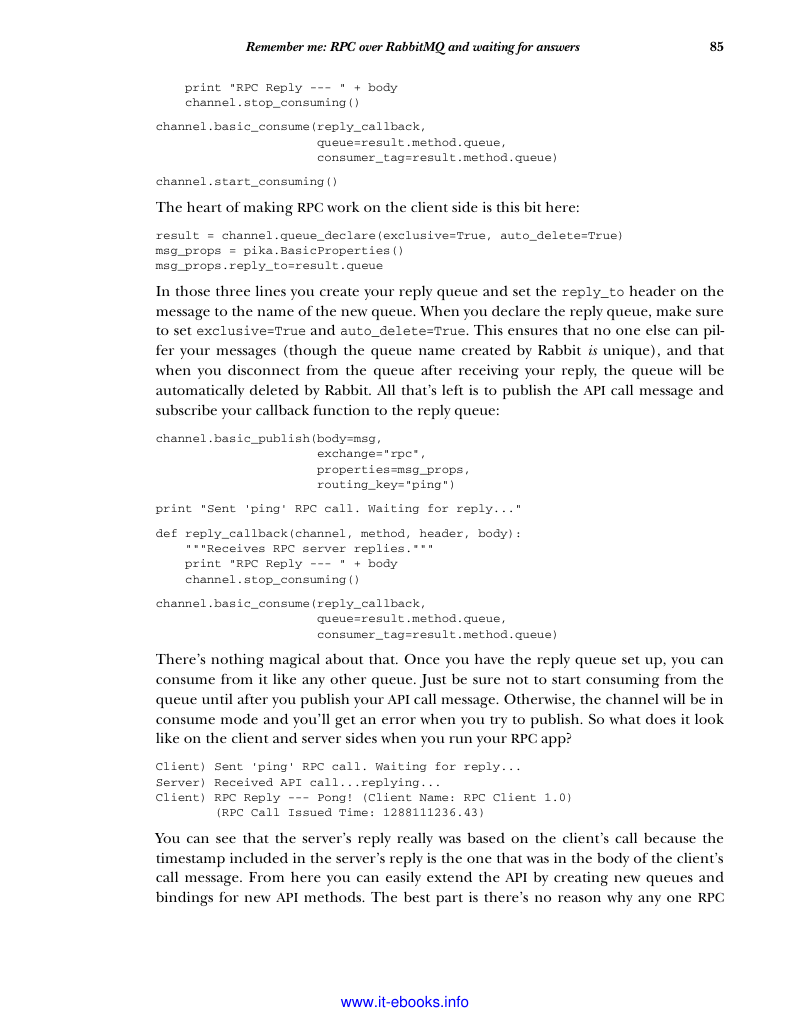 Remember me: RPC over RabbitMQ and waiting for answers 85
print "RPC Reply --- " + body
channel.stop_consuming()
channel.basic_consume(reply_callback,
queue=result.method.queue,
consumer_tag=result.method.queue)
channel.start_consuming()
The heart of making RPC work on the client side is this bit here:
result = channel.queue_declare(exclusive=True, auto_delete=True)
msg_props = pika.BasicProperties()
msg_props.reply_to=result.queue
In those three lines you create your reply queue and set the reply_to header on the
message to the name of the new queue. When you declare the reply queue, make sure
to set exclusive=True and auto_delete=True. This ensures that no one else can pil-
fer your messages (though the queue name created by Rabbit is unique), and that
when you disconnect from the queue after receiving your reply, the queue will be
automatically deleted by Rabbit. All that's left is to publish the API call message and
subscribe your callback function to the reply queue:
channel.basic_publish(body=msg,
exchange="rpc",
properties=msg_props,
routing_key="ping")
print "Sent 'ping' RPC call. Waiting for reply..."
def reply_callback(channel, method, header, body):
"""Receives RPC server replies."""
print "RPC Reply --- " + body
channel.stop_consuming()
channel.basic_consume(reply_callback,
queue=result.method.queue,
consumer_tag=result.method.queue)
There's nothing magical about that. Once you have the reply queue set up, you can
consume from it like any other queue. Just be sure not to start consuming from the
queue until after you publish your API call message. Otherwise, the channel will be in
consume mode and you'll get an error when you try to publish. So what does it look
like on the client and server sides when you run your RPC app?
Client) Sent 'ping' RPC call. Waiting for reply...
Server) Received API call...replying...
Client) RPC Reply --- Pong! (Client Name: RPC Client 1.0)
(RPC Call Issued Time: 1288111236.43)
You can see that the server's reply really was based on the client's call because the
timestamp included in the server's reply is the one that was in the body of the client's
call message. From here you can easily extend the API by creating new queues and
bindings for new API methods. The best part is there's no reason why any one RPC
www.it-ebooks.info